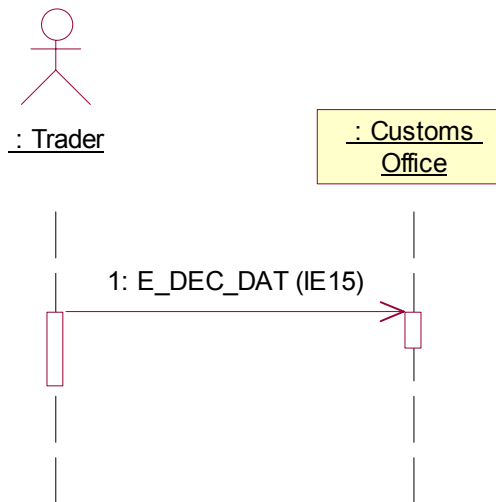 : Trader
: Customs
Office
1: E_DEC_DAT (IE15)